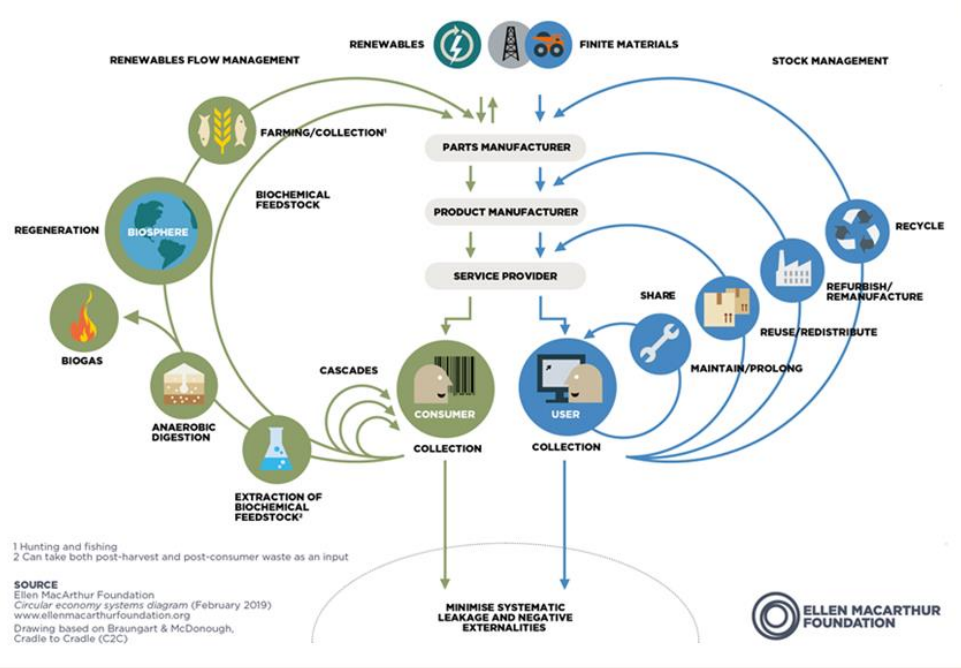 RENEWABLES
FINITE MATERIALS
RENEWABLES FLOW MANAGEMENT
STOCK MANAGEMENT
FARMING/COLLECTION¹
PARTS MANUFACTURER
BIOCHEMICAL
FEEDSTOCK
PRODUCT MANUFACTURER
REGENERATION
BIOSPHERE
RECYCLE
SERVICE PROVIDER
SHARE
REFURBISH/
REMANUFACTURE
REUSE/REDISTRIBUTE
BIOGAS
MAINTAIN/PROLONG
CASCADES
CONSUMER
USER
ANAEROBIC
DIGESTION
COLLECTION
COLLECTION
EXTRACTION OF
BIOCHEMICAL
FEEDSTOCK²
1 Hunting and fishing
2 Can take both post-harvest and post-consumer waste as an input
SOURCE
Ellen MacArthur Foundation
Circular economy systems diagram (February 2019)
www.ellenmacarthurfoundation.org
Drawing based on Braungart & McDonough,
Cradle to Cradle (C2C)
MINIMISE SYSTEMATIC
LEAKAGE AND NEGATIVE
EXTERNALITIES
ELLEN MACARTHUR
FOUNDATION